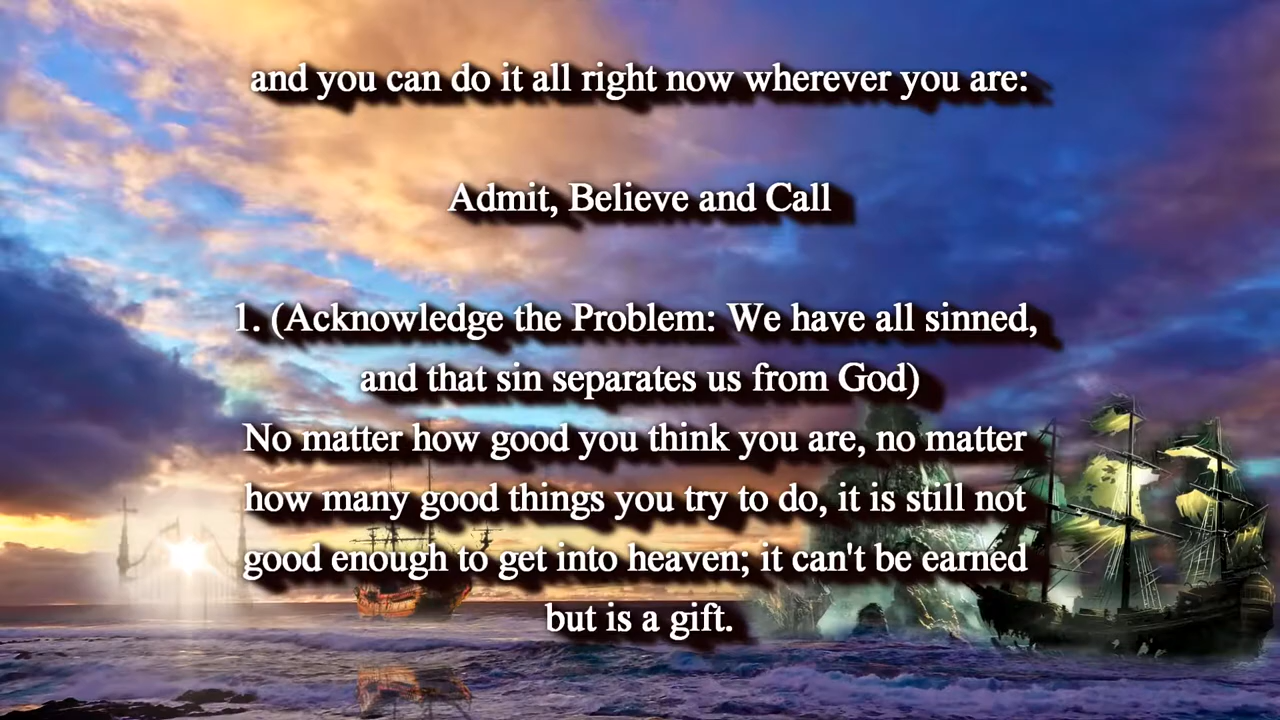 and you can do it all right now wherever you are:
Admit, Believe and Call
1. (Acknowledge the Problem: We have all sinned,
and that sin separates us from God)
No matter how good you think you are, no matter
how many good things you try to do, it is still not
good enough to get into heaven; it can't be earned
but is a gift.